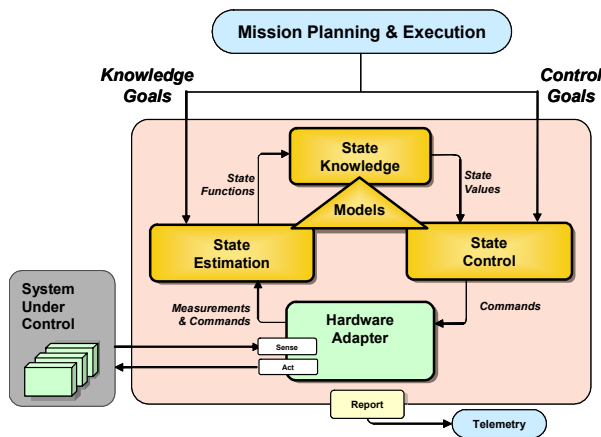 Mission Planning & Execution
Knowledge
Goals
Control
Goals
State
Knowledge
State
Functions
State
Values
Models
State
Estimation
State
Control
System
Under
Control
Measurements
& Commands
Commands
Hardware
Adapter
Sense
Act
Report
Telemetry